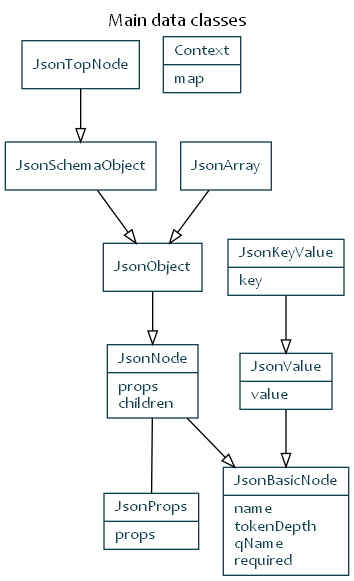 Main data classes
JsonTopNode
Context
map
JsonSchemaObject
JsonArray
JsonObject
JsonKeyValue
key
JsonNode
props
children
JsonValue
value
JsonProps
props
JsonBasicNode
name
tokenDepth
qName
required